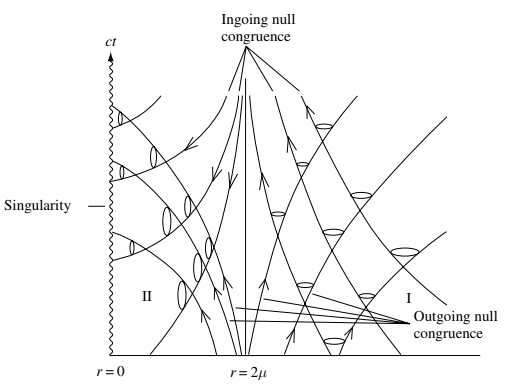 Ingoing null
congruence
ct
Singularity
II
I
Outgoing null
congruence
r = 0
r = 2μ